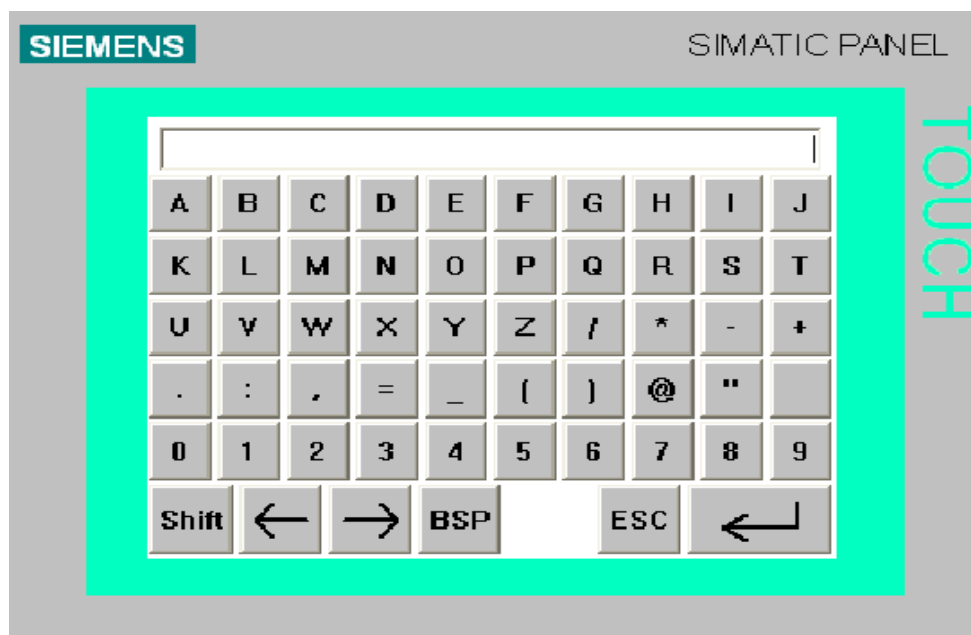 SIEMENS SIMATIC PANEL
TOUCH
A B C D E F G H I J
K L M N O P Q R S T
U V W X Y Z / * - +
. : , = _ ( ) @ "
0 1 2 3 4 5 6 7 8 9
Shift ← → BSP ESC ↵